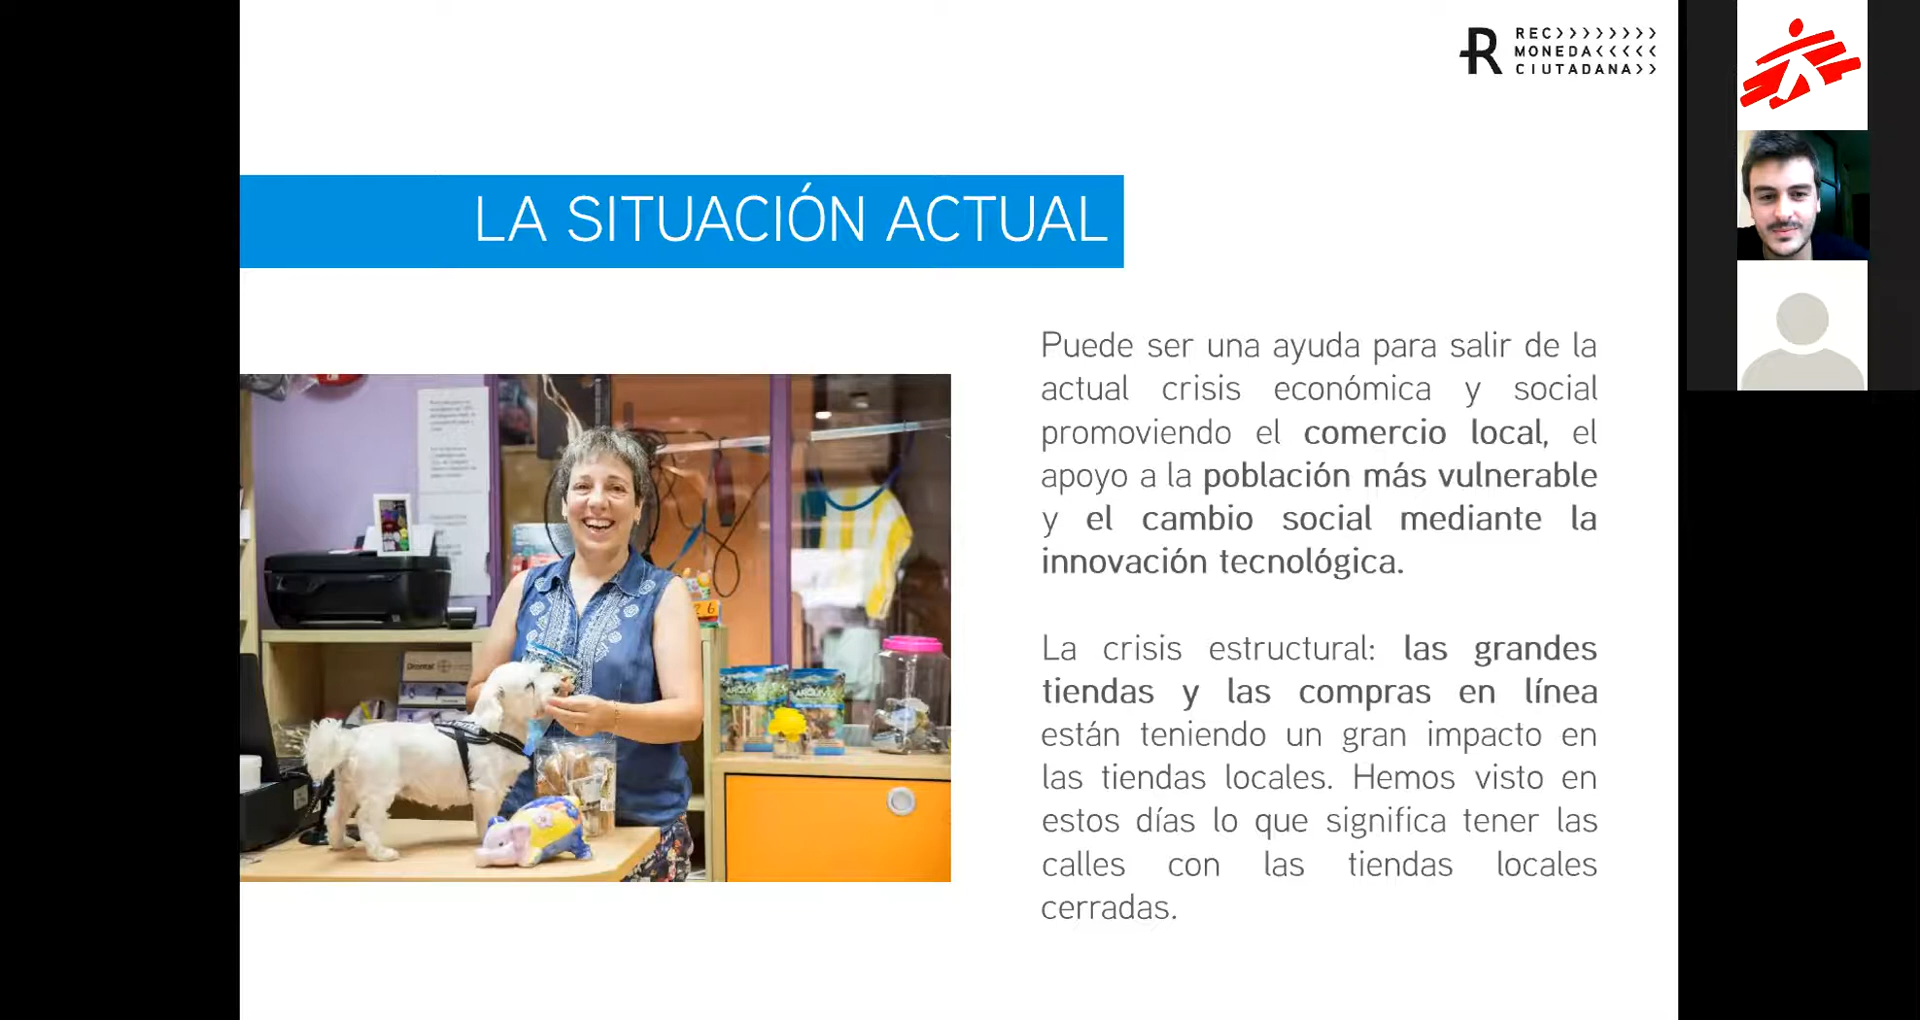 REC>>>>>>>>>
MONEDA<<<<<<
CIUTADANA>>
LA SITUACIÓN ACTUAL
Puede ser una ayuda para salir de la
actual crisis económica y social
promoviendo el comercio local, el
apoyo a la población más vulnerable
y el cambio social mediante la
innovación tecnológica.
La crisis estructural: las grandes
tiendas y las compras en línea
están teniendo un gran impacto en
las tiendas locales. Hemos visto en
estos días lo que significa tener las
calles con las tiendas locales
cerradas.
Drontal